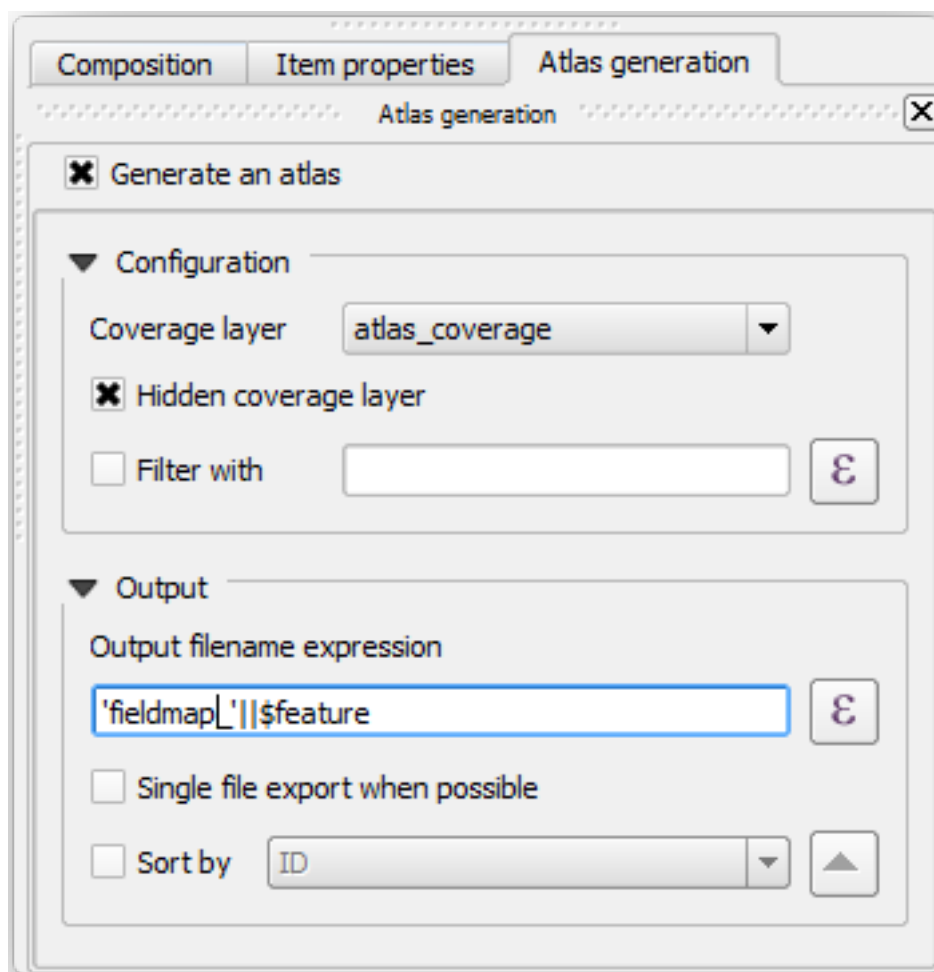 Composition Item properties Atlas generation
Atlas generation
Generate an atlas
Configuration
Coverage layer atlas_coverage
Hidden coverage layer
Filter with ε
Output
Output filename expression
'fieldmap_'||$feature ε
Single file export when possible
Sort by ID